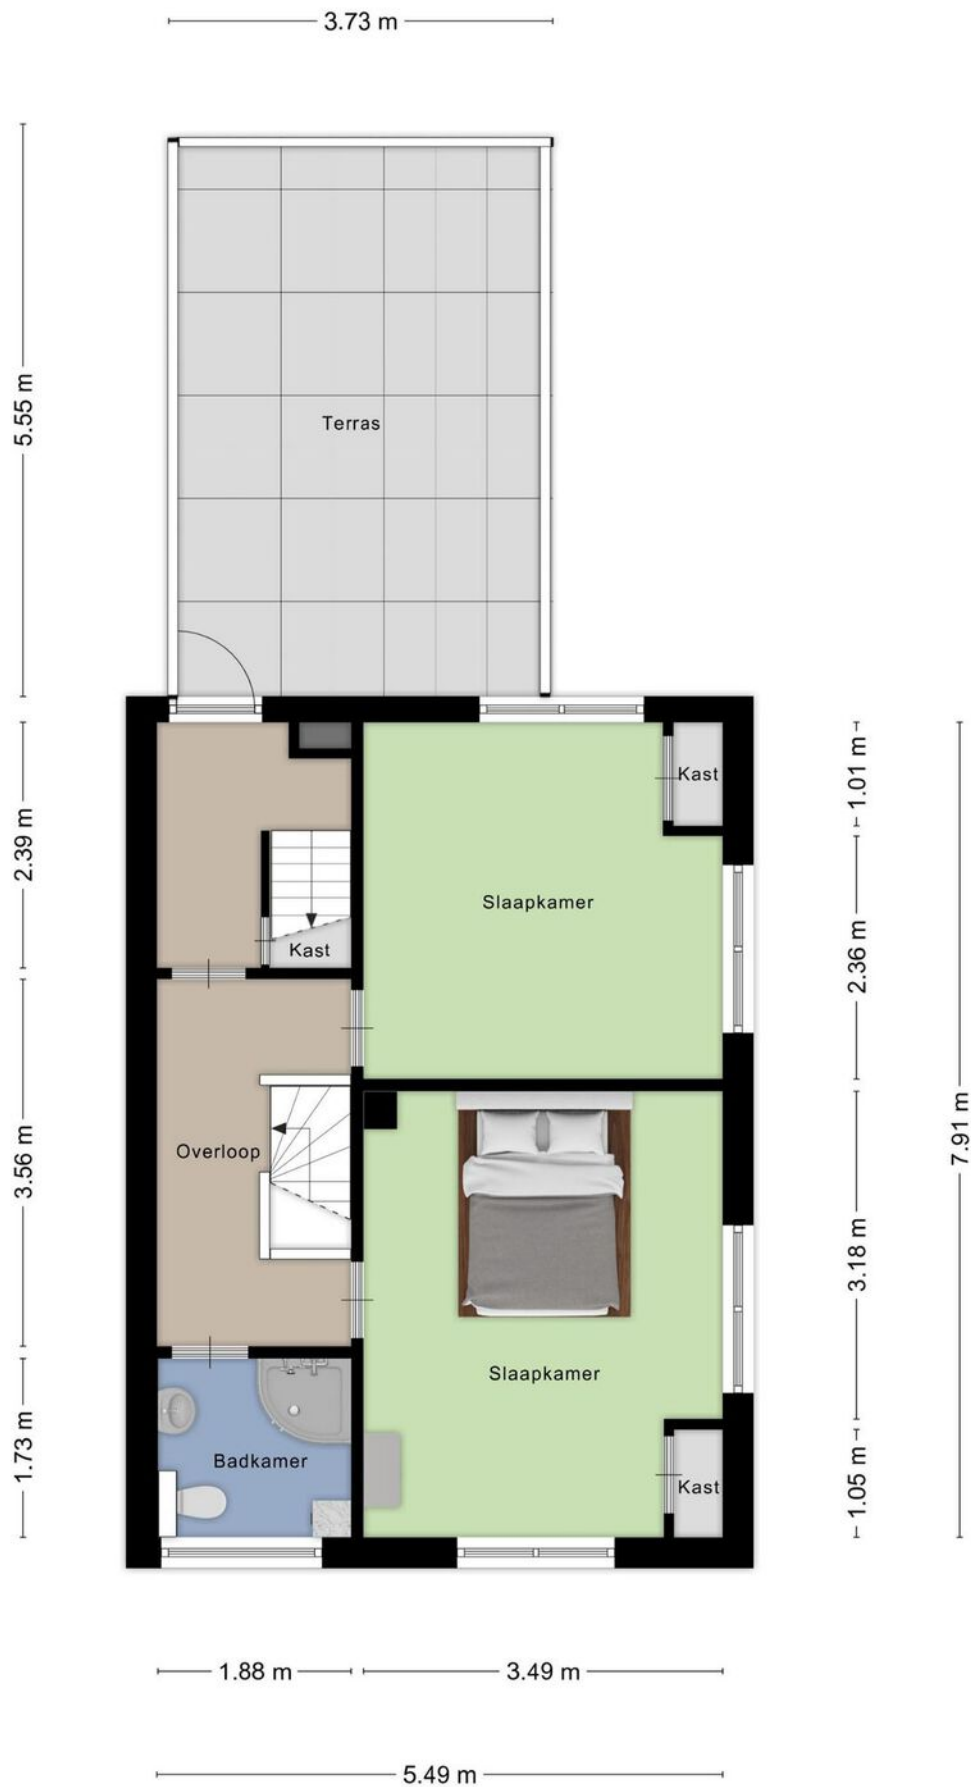 3.73 m
5.55 m
Terras
Kast
1.01 m
2.39 m
Slaapkamer
2.36 m
Kast
7.91 m
3.56 m
Overloop
3.18 m
Slaapkamer
1.73 m
Badkamer
Kast
1.05 m
1.88 m
3.49 m
5.49 m